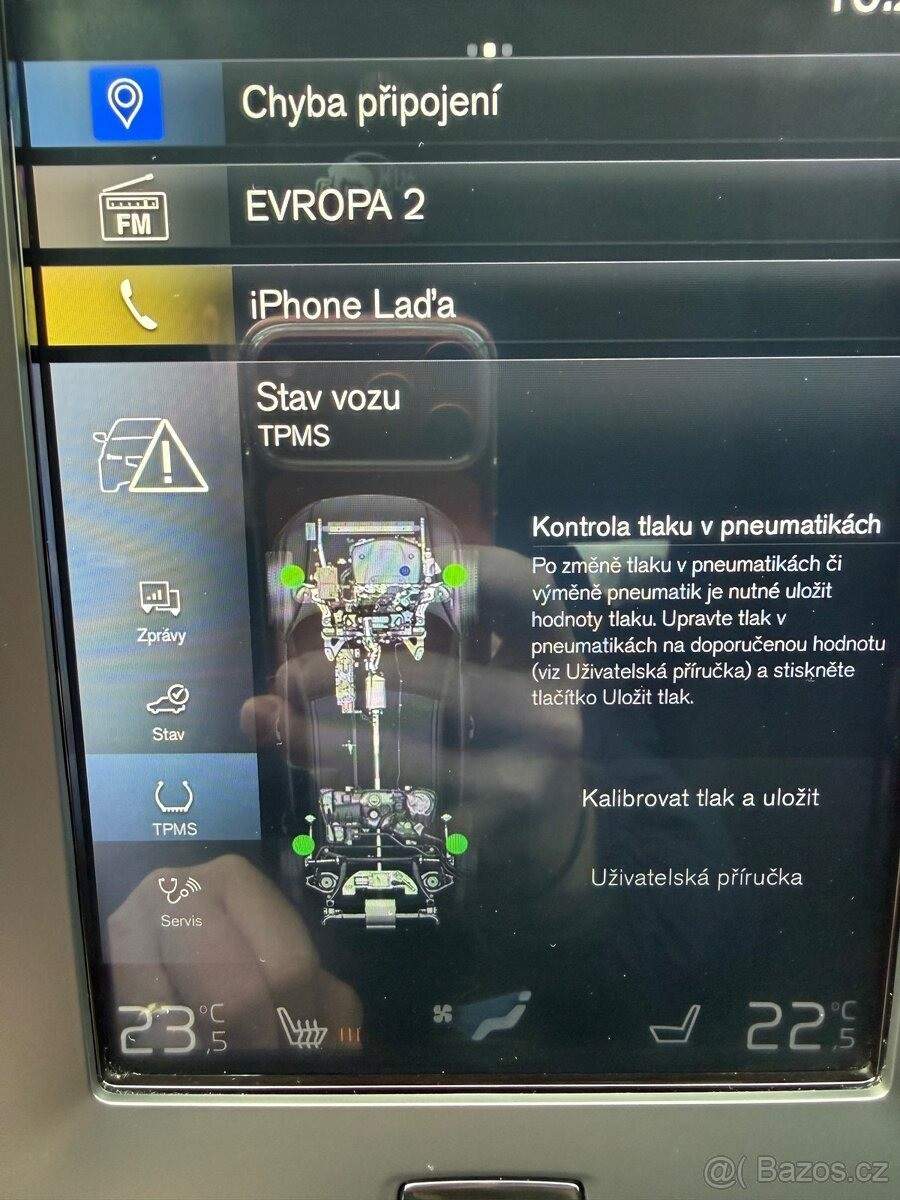 Chyba připojení
FM
EVROPA 2
iPhone Laďa
Stav vozu
TPMS
Kontrola tlaku v pneumatikách
Po změně tlaku v pneumatikách či
výměně pneumatik je nutné uložit
hodnoty tlaku. Upravte tlak v
pneumatikách na doporučenou hodnotu
(viz Uživatelská příručka) a stiskněte
tlačítko Uložit tlak.
Zprávy
Stav
TPMS
Servis
Kalibrovat tlak a uložit
Uživatelská příručka
23,5 °C
22,5 °C
@( Bazos.cz